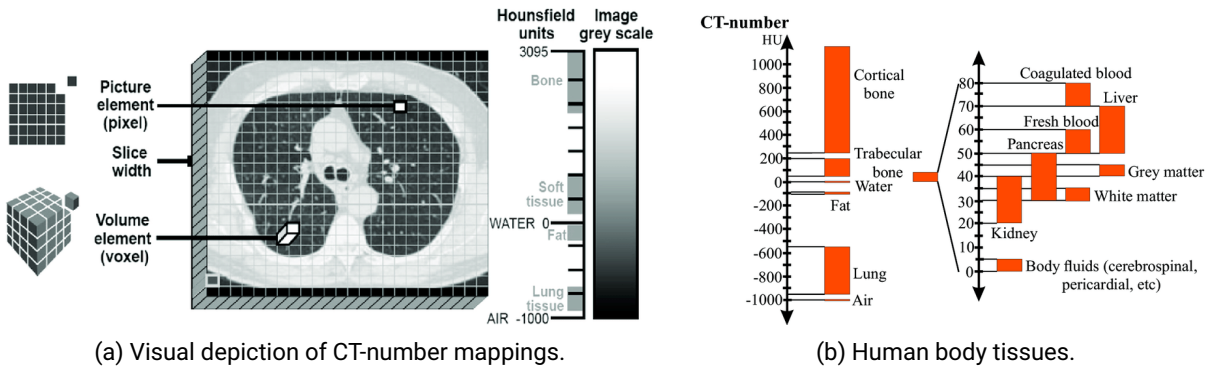 Hounsfield
units
Image
grey scale
3095
Bone
Picture
element
(pixel)
Slice
width
Soft
tissue
WATER 0
Fat
Volume
element
(voxel)
Lung
tissue
AIR -1000
(a) Visual depiction of CT-number mappings.
CT-number
HU
1000
800
600
400
200
0
-200
-400
-600
-800
-1000
Cortical
bone
Trabecular
bone
Water
Fat
Lung
Air
80
70
60
50
40
30
20
10
0
Coagulated blood
Liver
Fresh blood
Pancreas
Grey matter
White matter
Kidney
Body fluids (cerebrospinal,
pericardial, etc)
(b) Human body tissues.